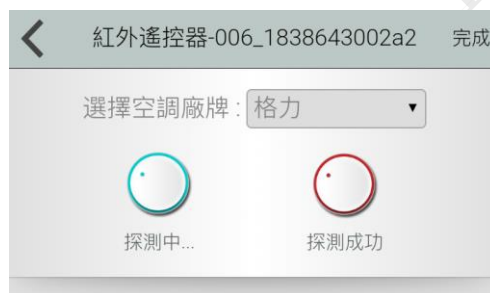 紅外遙控器-006_1838643002a2 完成
選擇空調廠牌 : 格力
探測中... 探測成功